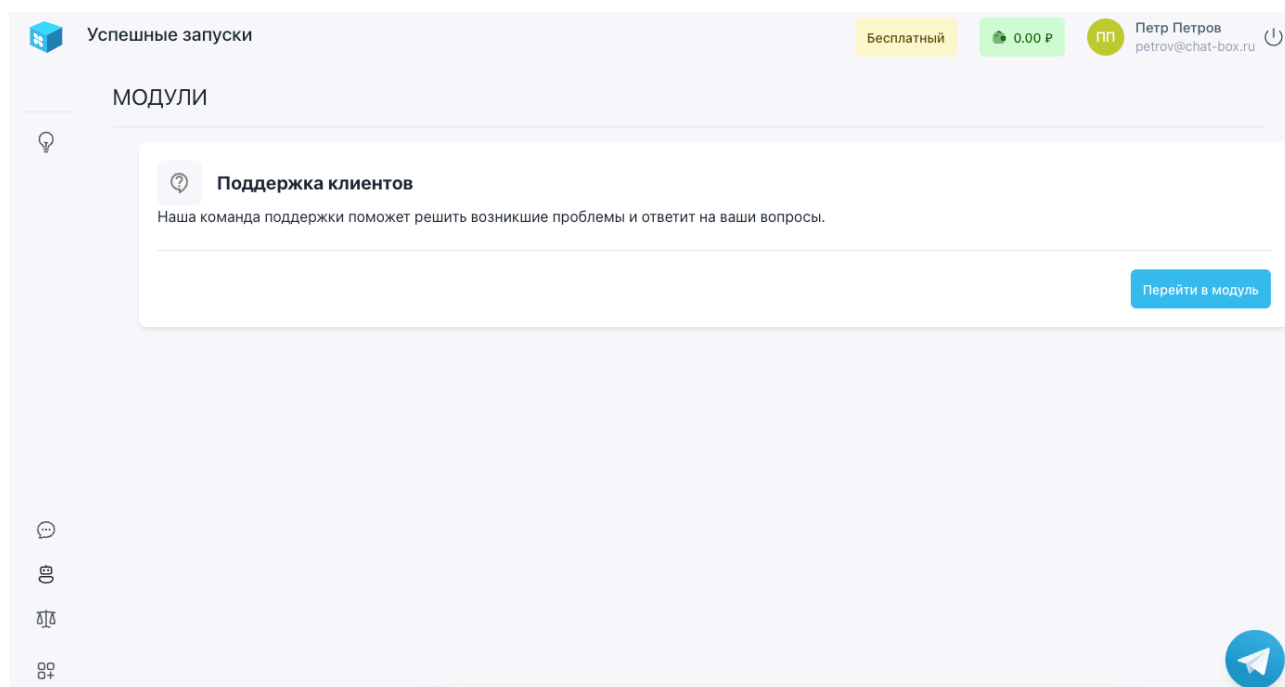 Успешные запуски
Бесплатный
0.00 ₽
ПП
Петр Петров
petrov@chat-box.ru
МОДУЛИ
Поддержка клиентов
Наша команда поддержки поможет решить возникшие проблемы и ответит на ваши вопросы.
Перейти в модуль